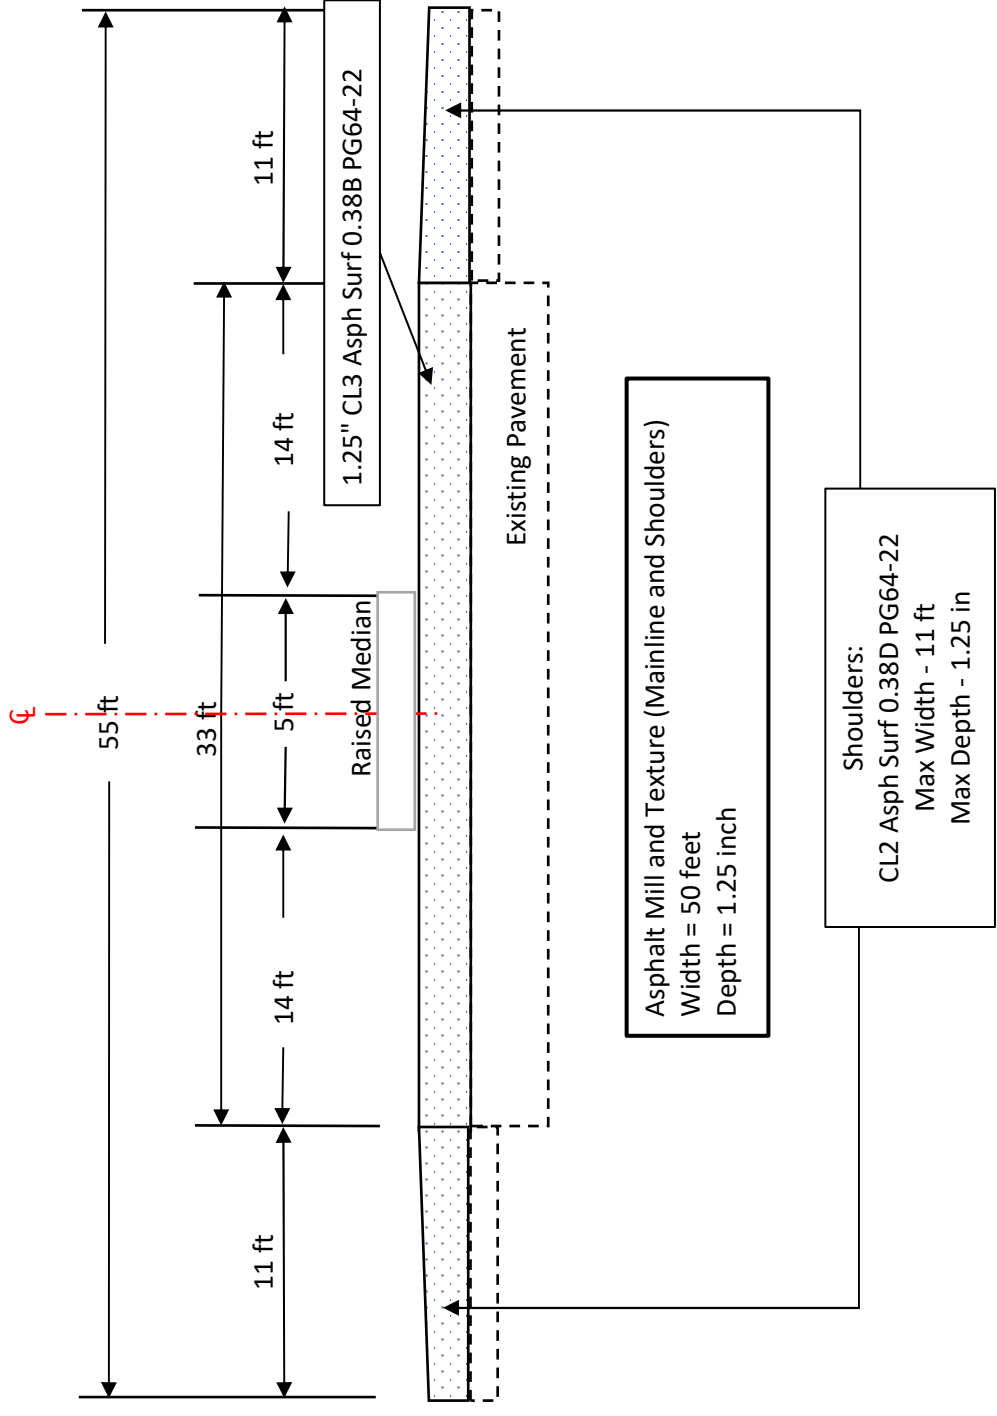 ℄
55 ft
33 ft
11 ft
14 ft
5 ft
14 ft
11 ft
Raised Median
1.25" CL3 Asph Surf 0.38B PG64-22
Existing Pavement
Asphalt Mill and Texture (Mainline and Shoulders)
Width = 50 feet
Depth = 1.25 inch
Shoulders:
CL2 Asph Surf 0.38D PG64-22
Max Width - 11 ft
Max Depth - 1.25 in